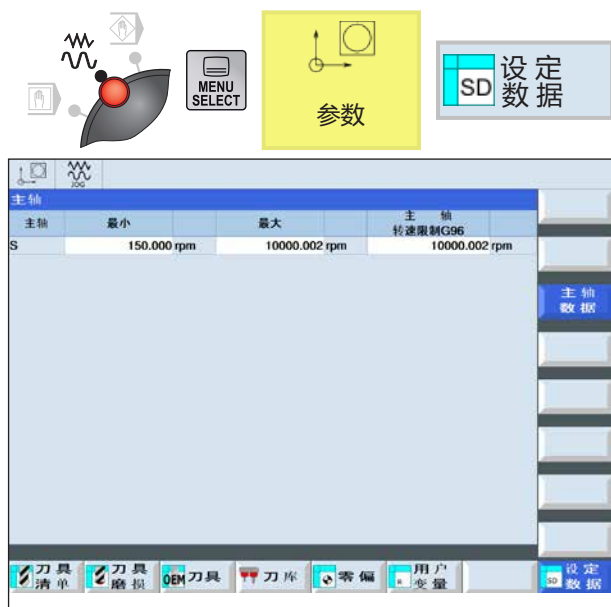 MENU
SELECT
参数
SD
设定
数据
JOG
主轴
主轴 最小 最大 主 轴
转速限制G96
S 150.000 rpm 10000.002 rpm 10000.002 rpm
主轴
数据
刀具
清单
刀具
磨损
OEM 刀具
刀库
零偏
R 用户
变量
SD 设定
数据